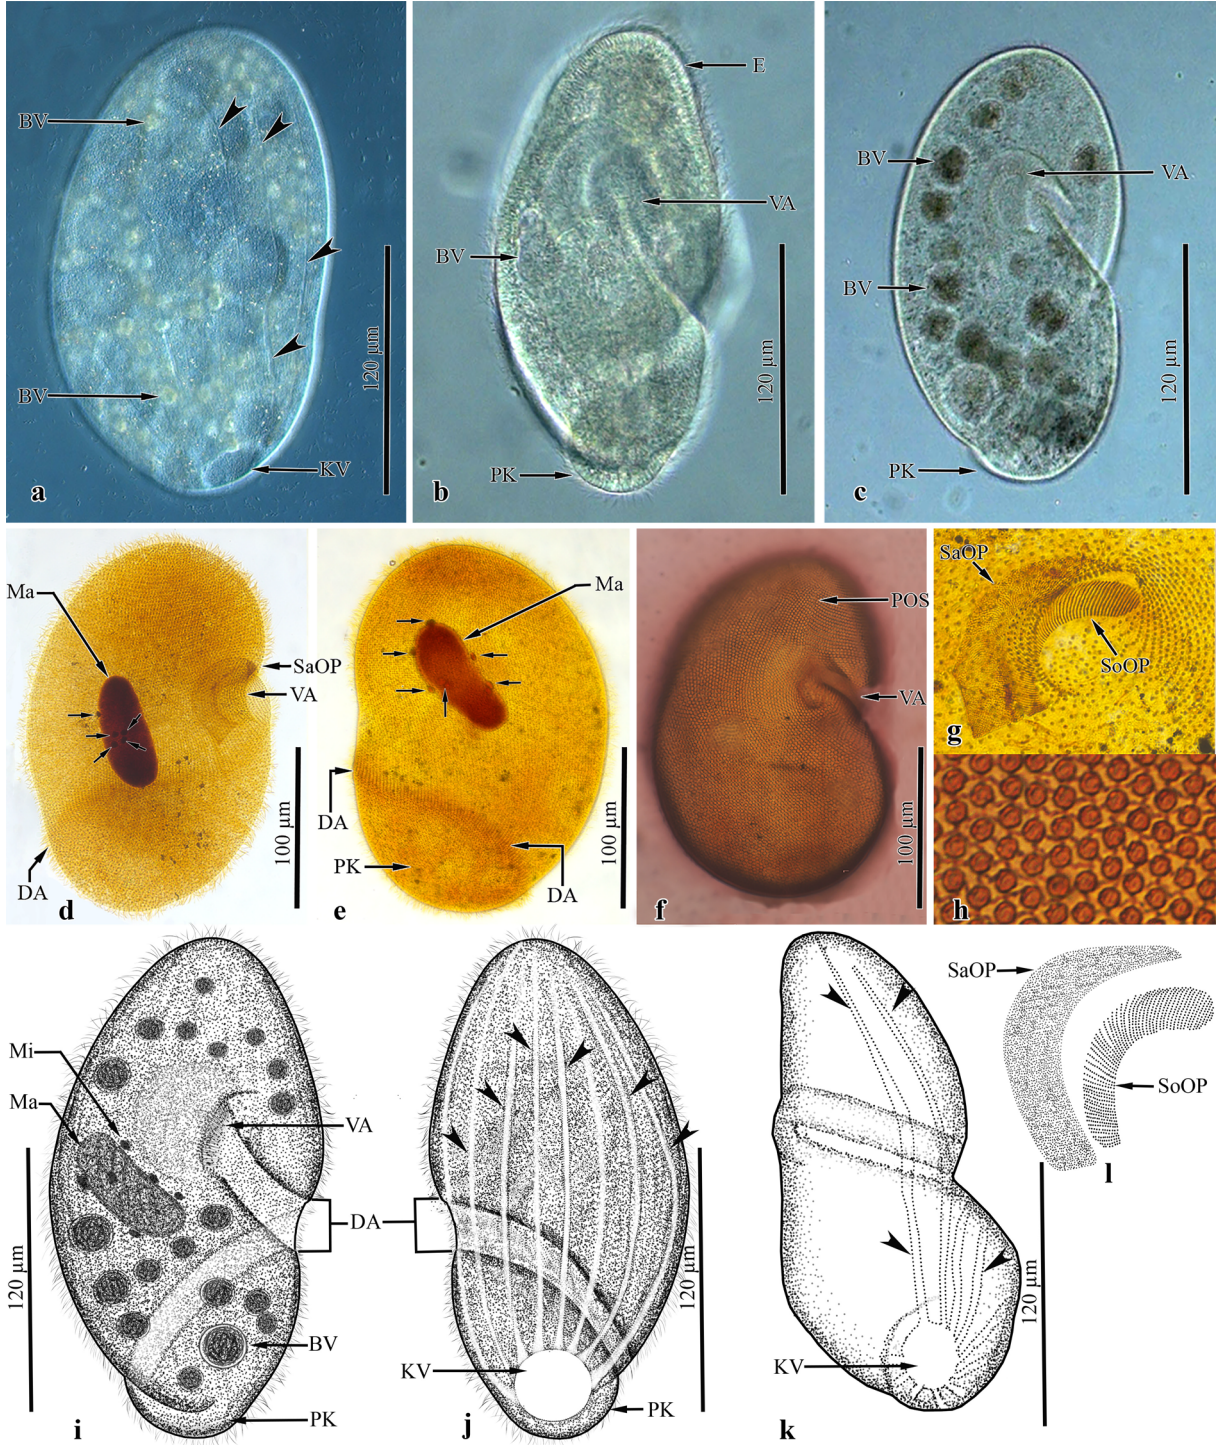 BV
BV
KV
120 µm
a
E
VA
BV
PK
120 µm
b
BV
VA
BV
PK
120 µm
c
Ma
SaOP
VA
DA
100 µm
d
Ma
DA
PK
DA
100 µm
e
POS
VA
100 µm
f
SaOP
SoOP
g
h
Mi
Ma
VA
DA
BV
PK
120 µm
i
KV
PK
120 µm
j
KV
120 µm
k
SaOP
SoOP
l